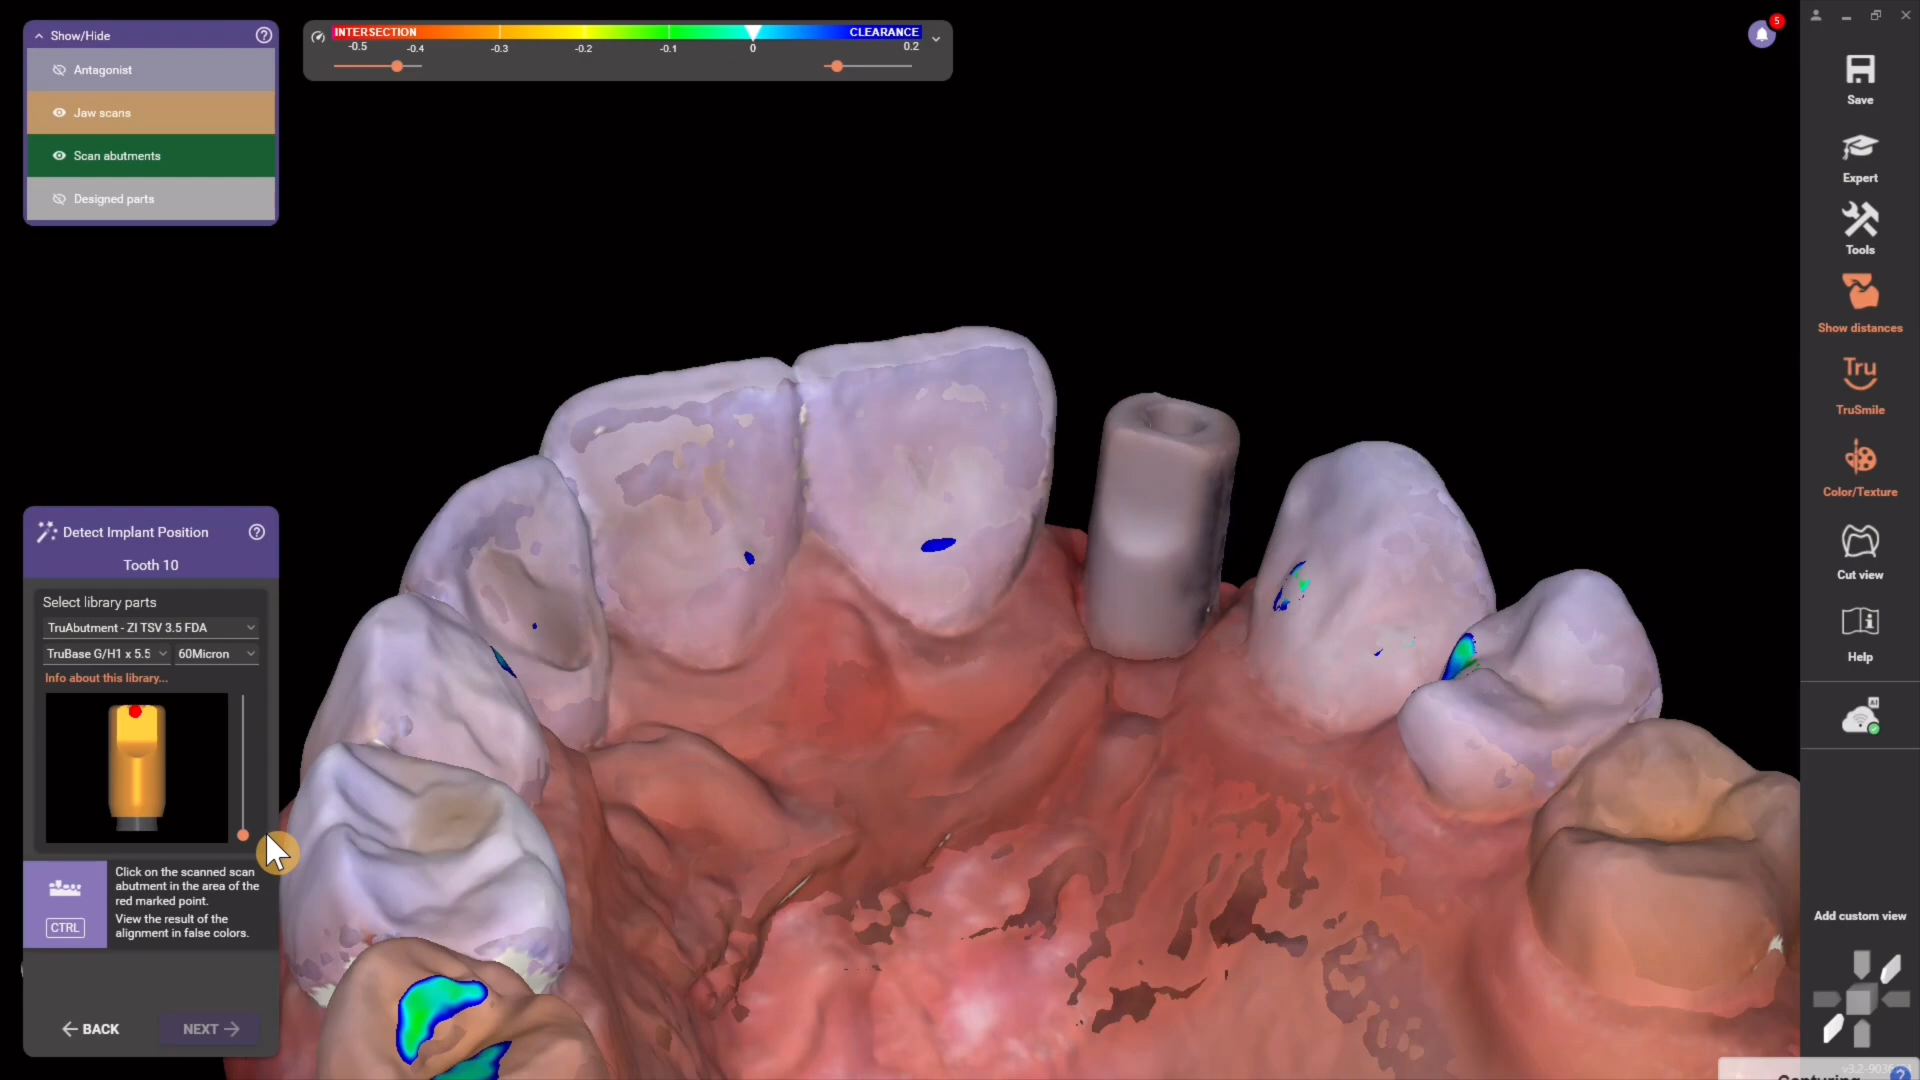 Show/Hide
Antagonist
Jaw scans
Scan abutments
Designed parts
INTERSECTION
CLEARANCE
-0.5 -0.4 -0.3 -0.2 -0.1 0 0.2
5
Save
Expert
Tools
Show distances
Tru
TruSmile
Color/Texture
Cut view
Help
AI
Add custom view
Detect Implant Position
Tooth 10
Select library parts
TruAbutment - ZI TSV 3.5 FDA
TruBase G/H1 x 5.5
60Micron
Info about this library...
Click on the scanned scan
abutment in the area of the
red marked point.
View the result of the
alignment in false colors.
CTRL
BACK
NEXT